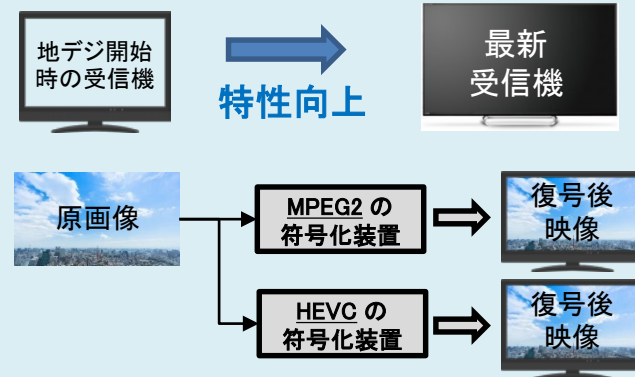 地デジ開始
時の受信機
特性向上
最新
受信機
原画像
MPEG2 の
符号化装置
復号後
映像
HEVC の
符号化装置
復号後
映像